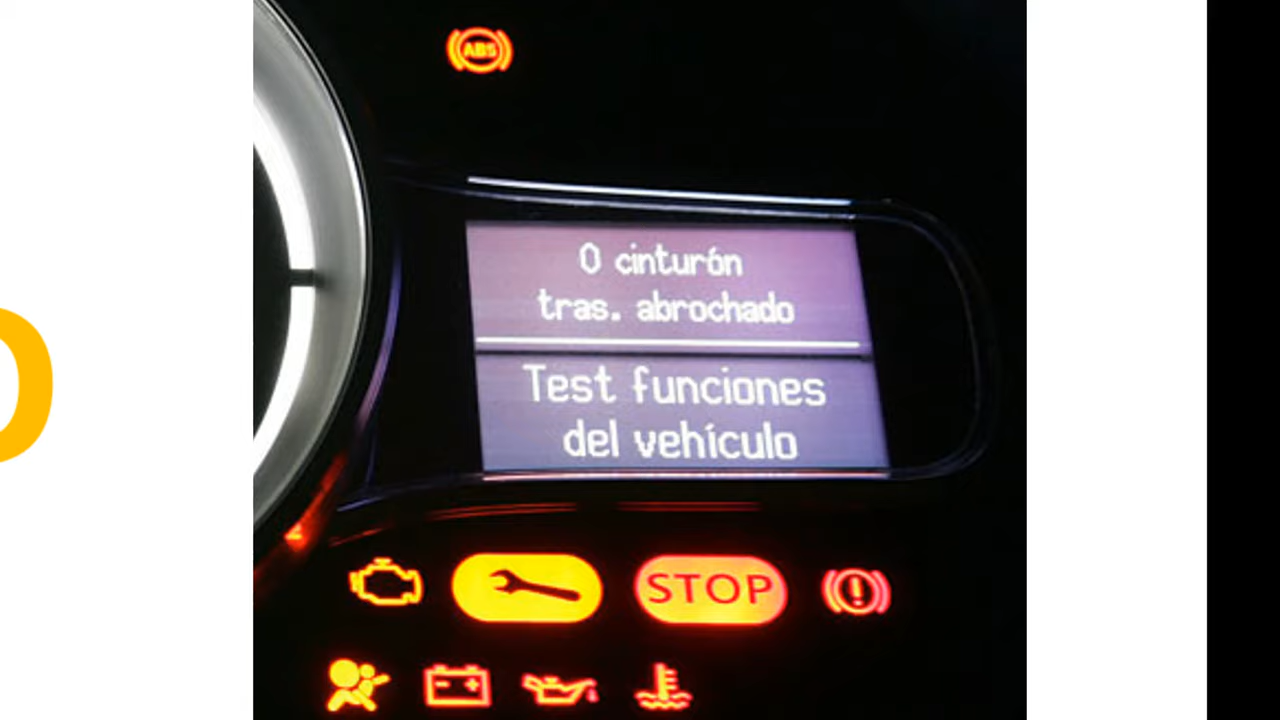 ABS
0 cinturón
tras. abrochado
Test funciones
del vehículo
STOP